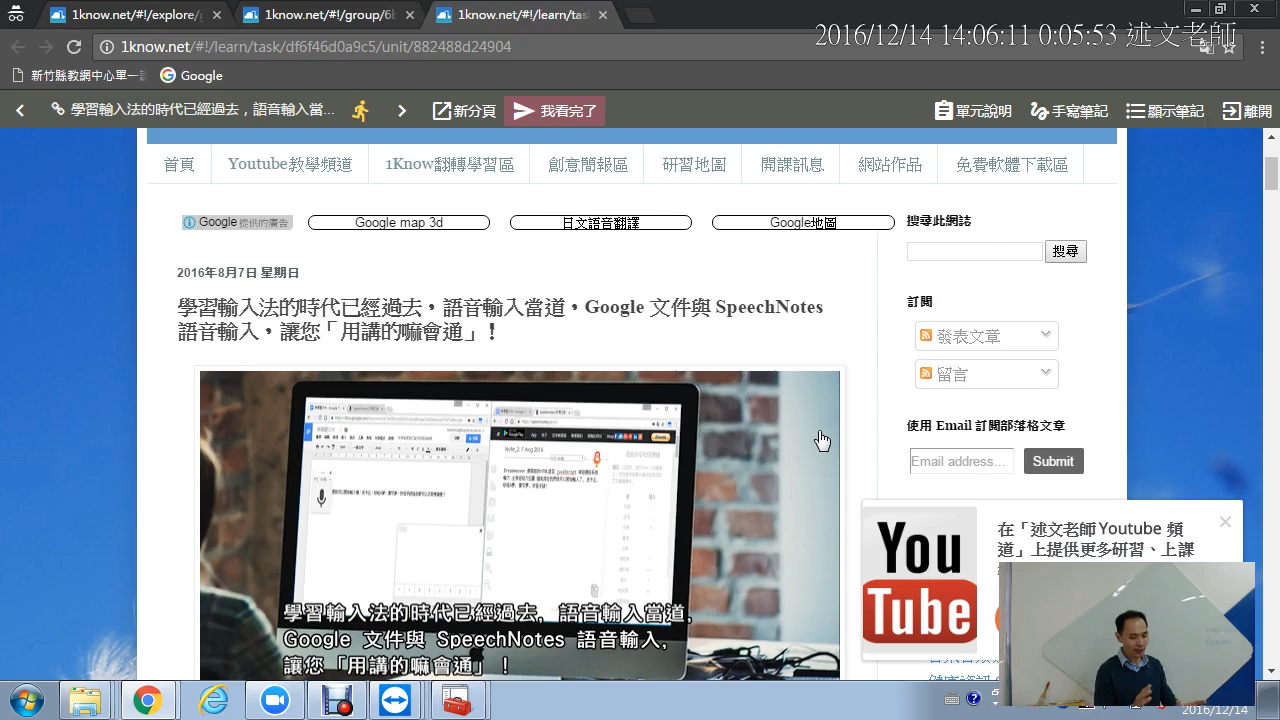 1know.net/#!/explore/g
1know.net/#!/group/6b
1know.net/#!/learn/tas
2016/12/14 14:06:11 0:05:53 述文老師
1know.net/#!/learn/task/df6f46d0a9c5/unit/882488d24904
新竹縣教網中心單一
Google
學習輸入法的時代已經過去，語音輸入當...
新分頁
我看完了
單元說明
手寫筆記
顯示筆記
離開
首頁
Youtube教學頻道
1Know翻轉學習區
創意簡報區
研習地圖
開課訊息
網站作品
免費軟體下載區
Google 提供的廣告
Google map 3d
日文語音翻譯
Google地圖
搜尋此網誌
搜尋
2016年8月7日 星期日
學習輸入法的時代已經過去，語音輸入當道，Google 文件與 SpeechNotes
語音輸入，讓您「用講的嘛會通」！
訂閱
發表文章
留言
使用 Email 訂閱部落格文章
Email address...
Submit
Note_2: 7 Aug 2016
學習輸入法的時代已經過去, 語音輸入當道,
Google 文件與 SpeechNotes 語音輸入,
讓您「用講的嘛會通」！
You
Tube
在「述文老師 Youtube 頻
道」上提供更多研習、上課
2016/12/14